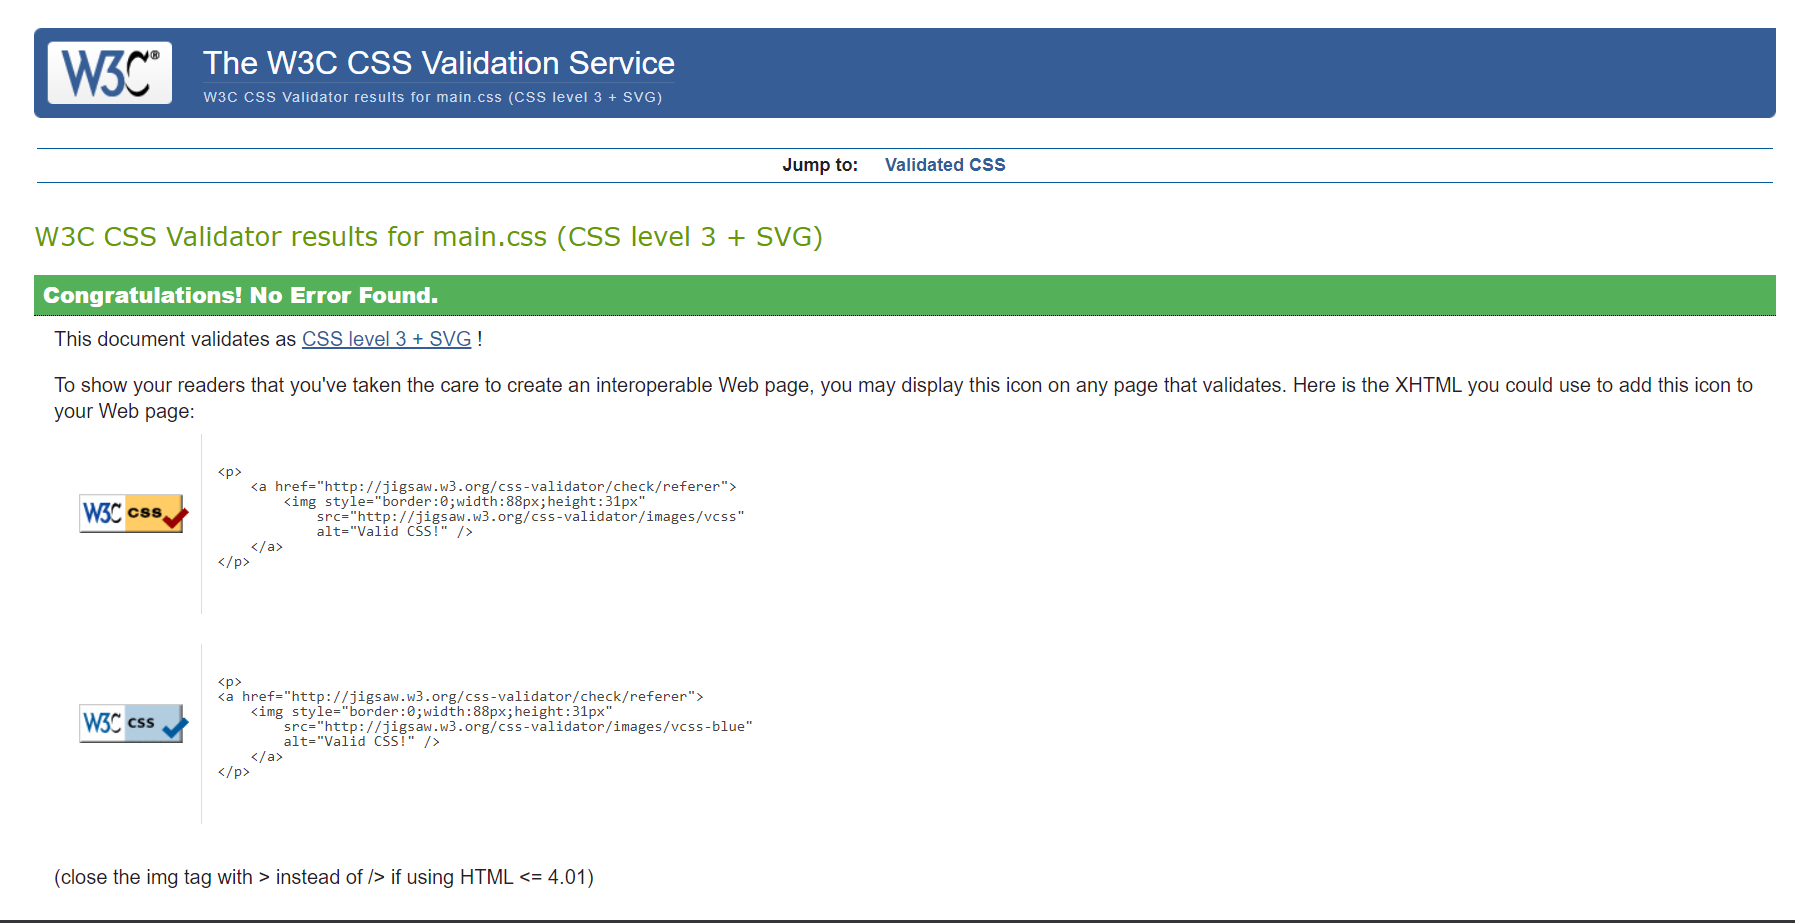 W3C®
The W3C CSS Validation Service
W3C CSS Validator results for main.css (CSS level 3 + SVG)
Jump to: Validated CSS
W3C CSS Validator results for main.css (CSS level 3 + SVG)
Congratulations! No Error Found.
This document validates as CSS level 3 + SVG !
To show your readers that you've taken the care to create an interoperable Web page, you may display this icon on any page that validates. Here is the XHTML you could use to add this icon to
your Web page:
W3C css
<p>
<a href="http://jigsaw.w3.org/css-validator/check/referer">
<img style="border:0;width:88px;height:31px"
src="http://jigsaw.w3.org/css-validator/images/vcss"
alt="Valid CSS!" />
</a>
</p>
W3C css
<p>
<a href="http://jigsaw.w3.org/css-validator/check/referer">
<img style="border:0;width:88px;height:31px"
src="http://jigsaw.w3.org/css-validator/images/vcss-blue"
alt="Valid CSS!" />
</a>
</p>
(close the img tag with > instead of /> if using HTML <= 4.01)